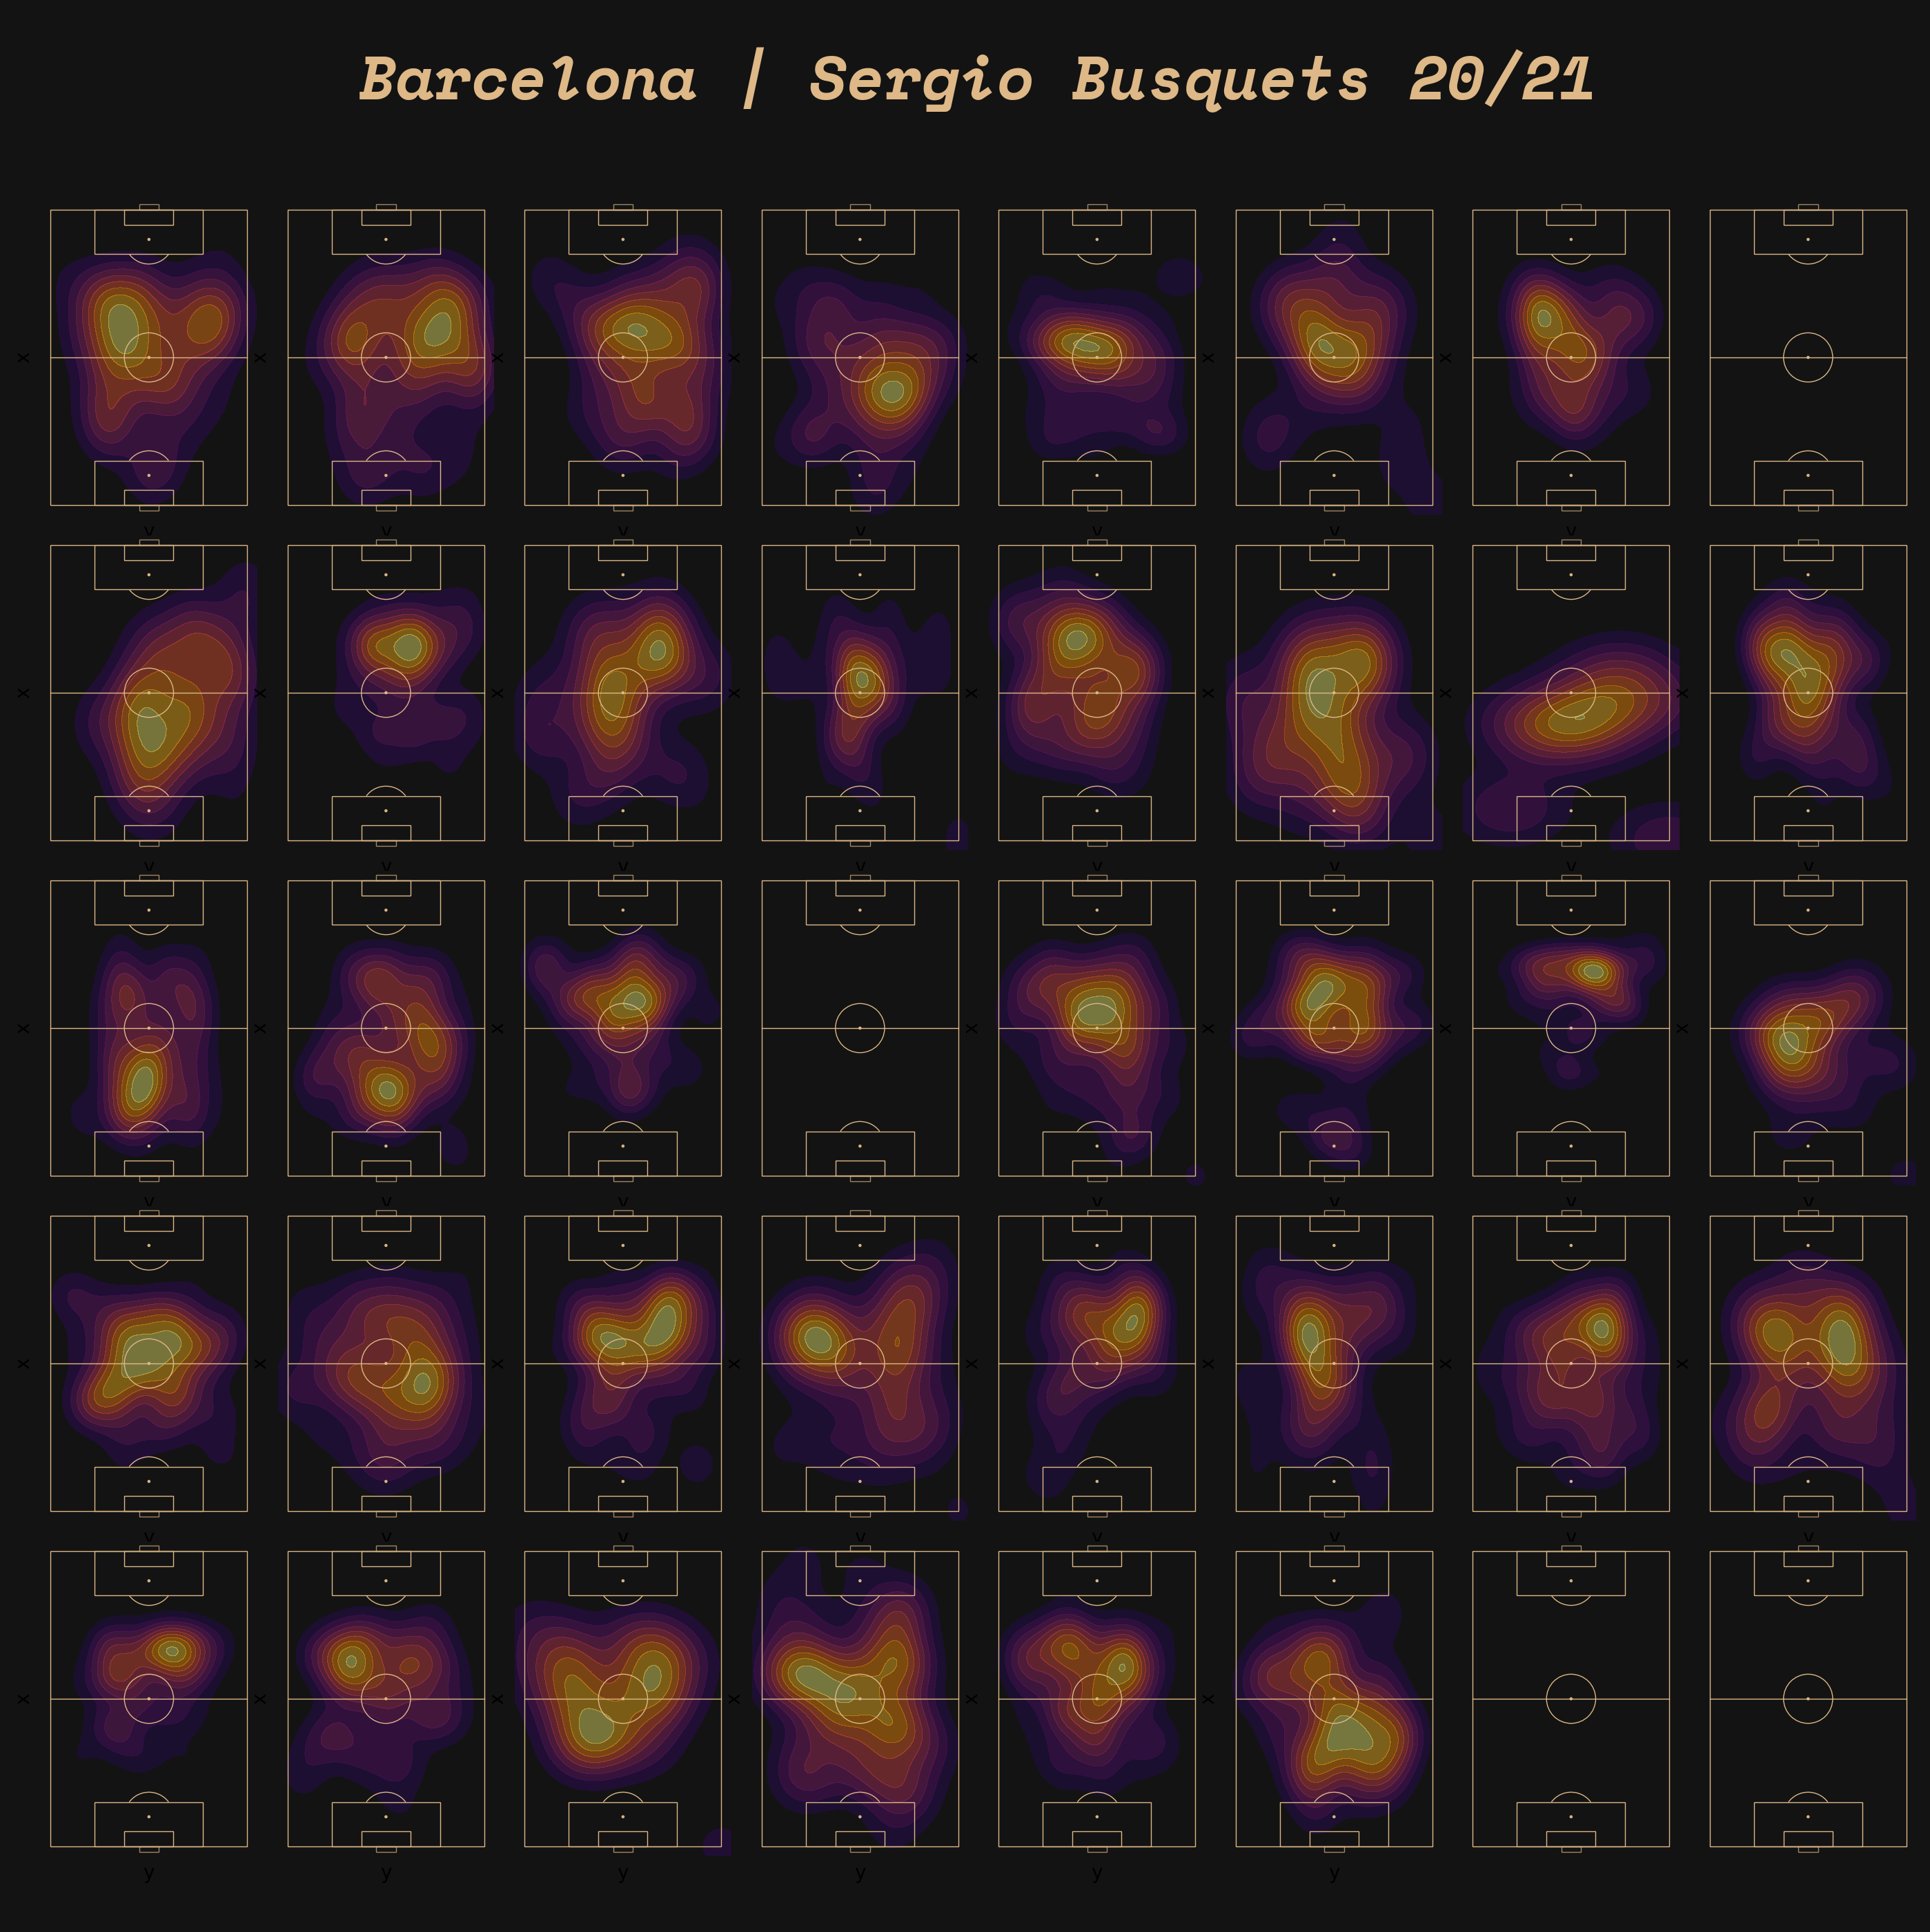 Barcelona | Sergio Busquets 20/21
x x x x x x x
y y y y y y y
x x x x x x x x
y y y y y y y y
x x x x x x x
y y y y y y y
x x x x x x x x
y y y y y y y y
x x x x x x
y y y y y y